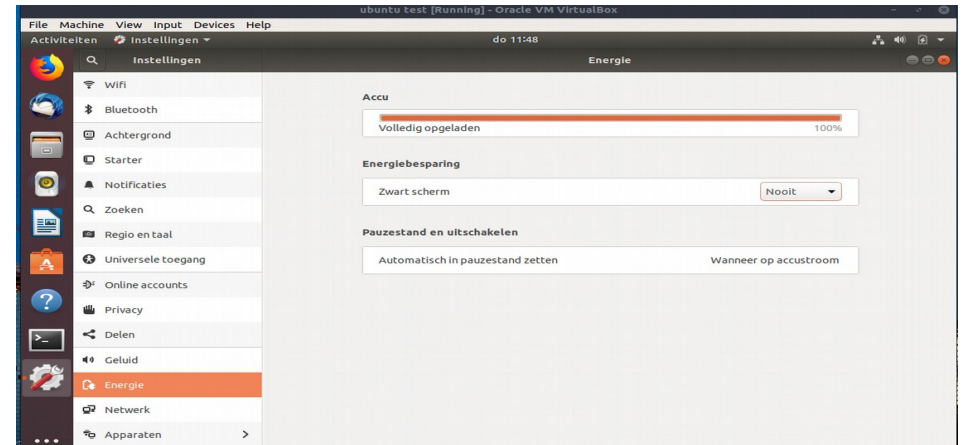 ubuntu test [Running] - Oracle VM VirtualBox
File Machine View Input Devices Help
Activiteiten Instellingen do 11:48
Instellingen Energie
Wifi
Bluetooth
Achtergrond
Starter
Notificaties
Zoeken
Regio en taal
Universele toegang
Online accounts
Privacy
Delen
Geluid
Energie
Netwerk
Apparaten
Accu
Volledig opgeladen 100%
Energiebesparing
Zwart scherm Nooit
Pauzestand en uitschakelen
Automatisch in pauzestand zetten Wanneer op accustroom